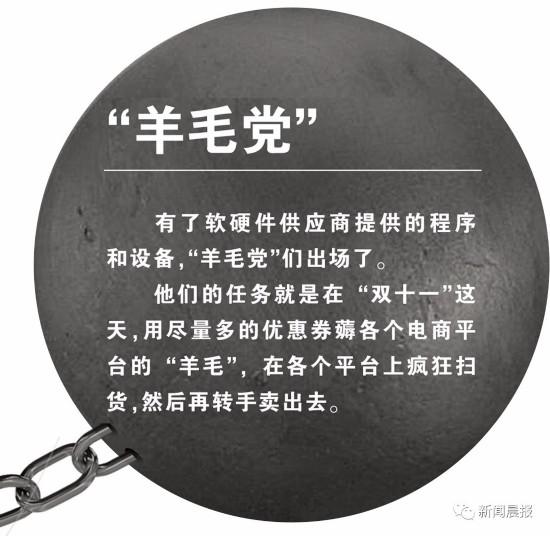 “羊毛党”
有了软硬件供应商提供的程序
和设备,“羊毛党”们出场了。
他们的任务就是在“双十一”这
天,用尽量多的优惠券薅各个电商平
台的“羊毛”，在各个平台上疯狂扫
货,然后再转手卖出去。
新闻晨报